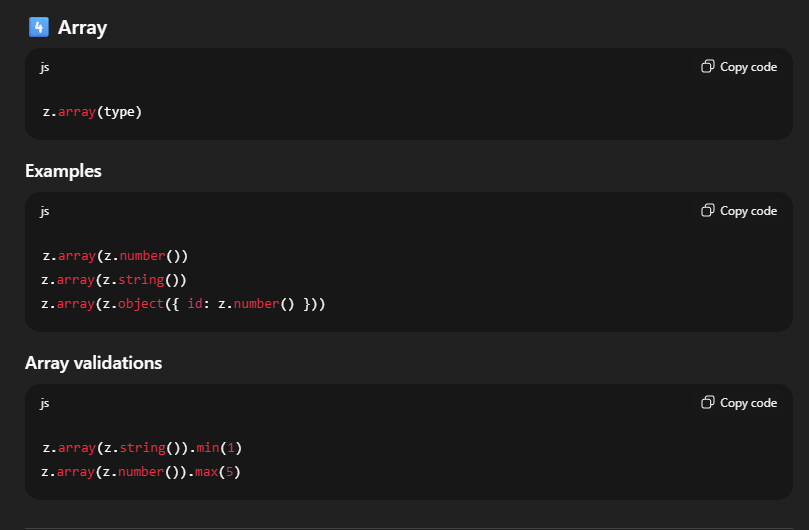 4 Array
js
Copy code
z.array(type)
Examples
js
Copy code
z.array(z.number())
z.array(z.string())
z.array(z.object({ id: z.number() }))
Array validations
js
Copy code
z.array(z.string()).min(1)
z.array(z.number()).max(5)